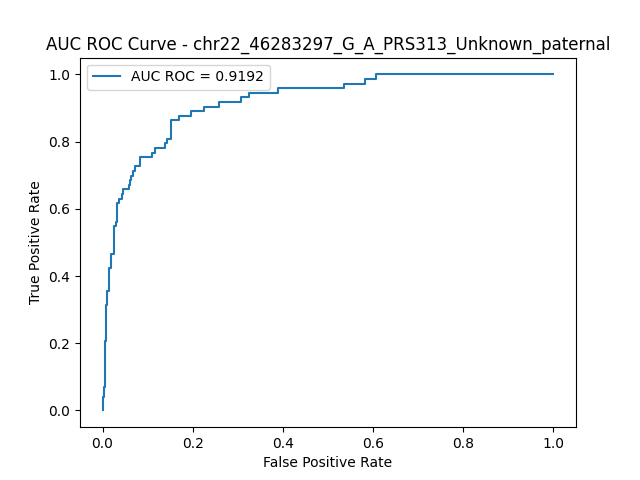 AUC ROC Curve - chr22_46283297_G_A_PRS313_Unknown_paternal
AUC ROC = 0.9192
True Positive Rate
1.0
0.8
0.6
0.4
0.2
0.0
0.0 0.2 0.4 0.6 0.8 1.0
False Positive Rate